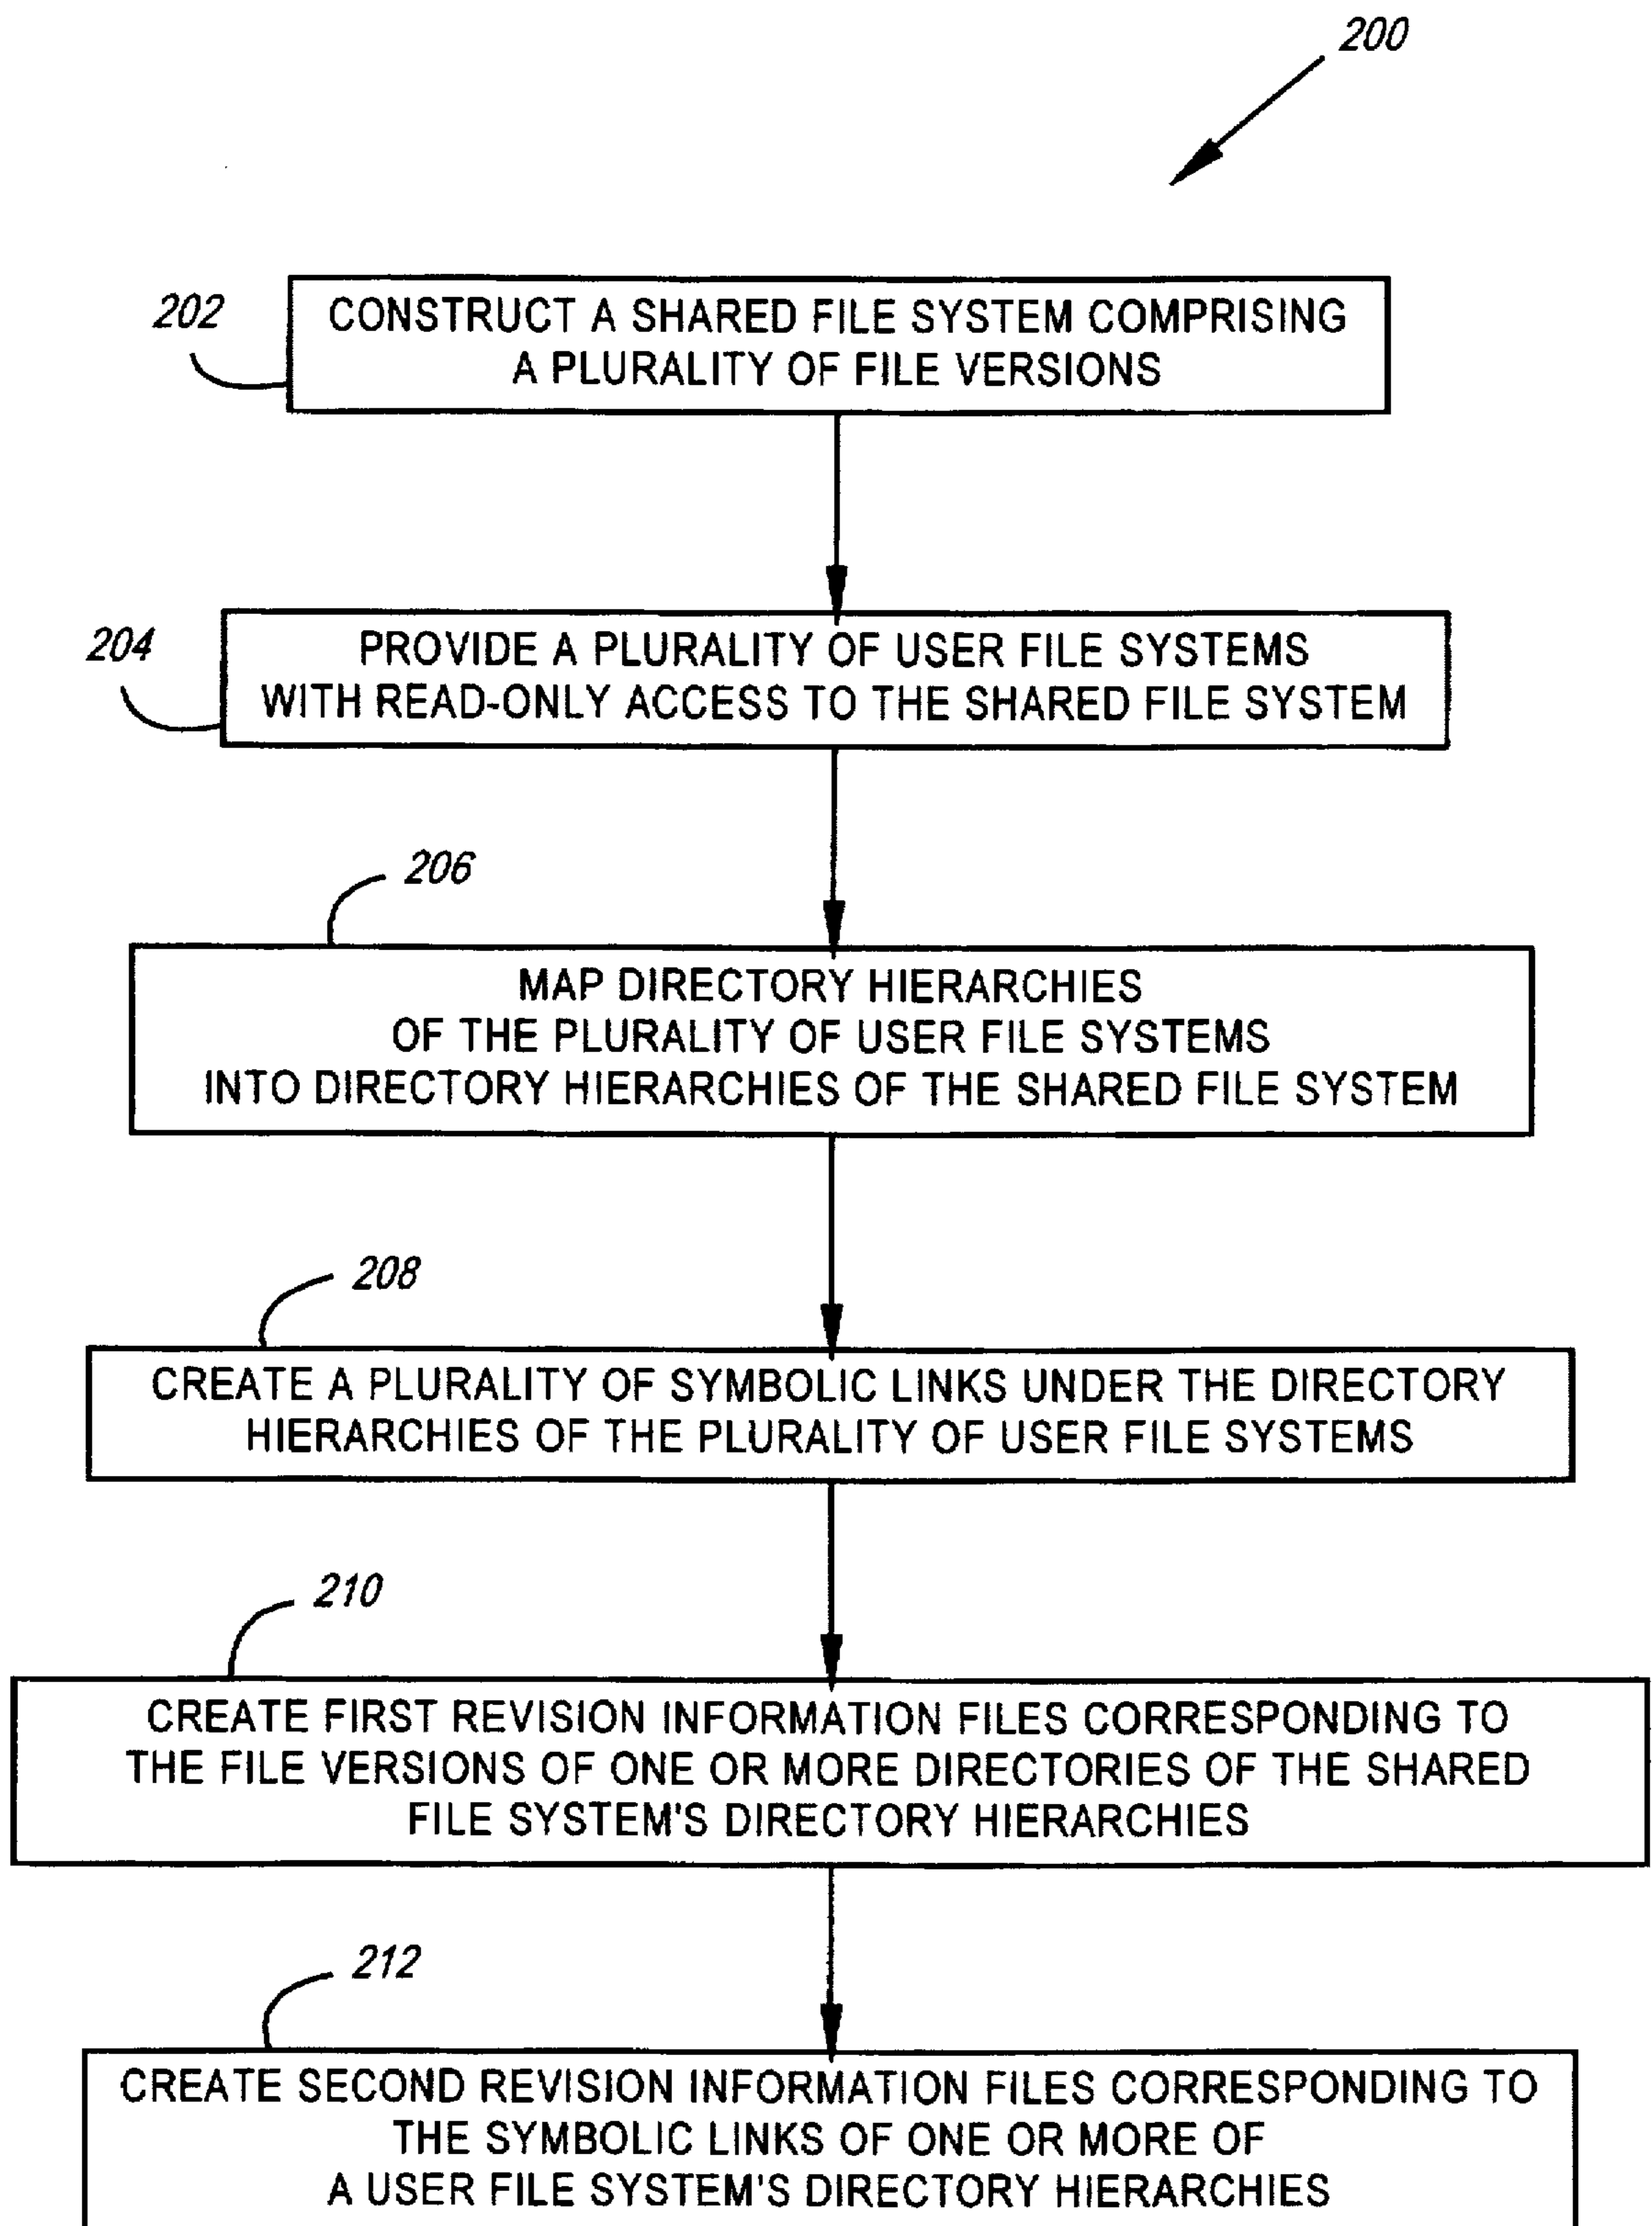 200
202
CONSTRUCT A SHARED FILE SYSTEM COMPRISING
A PLURALITY OF FILE VERSIONS
204
PROVIDE A PLURALITY OF USER FILE SYSTEMS
WITH READ-ONLY ACCESS TO THE SHARED FILE SYSTEM
206
MAP DIRECTORY HIERARCHIES
OF THE PLURALITY OF USER FILE SYSTEMS
INTO DIRECTORY HIERARCHIES OF THE SHARED FILE SYSTEM
208
CREATE A PLURALITY OF SYMBOLIC LINKS UNDER THE DIRECTORY
HIERARCHIES OF THE PLURALITY OF USER FILE SYSTEMS
210
CREATE FIRST REVISION INFORMATION FILES CORRESPONDING TO
THE FILE VERSIONS OF ONE OR MORE DIRECTORIES OF THE SHARED
FILE SYSTEM'S DIRECTORY HIERARCHIES
212
CREATE SECOND REVISION INFORMATION FILES CORRESPONDING TO
THE SYMBOLIC LINKS OF ONE OR MORE OF
A USER FILE SYSTEM'S DIRECTORY HIERARCHIES